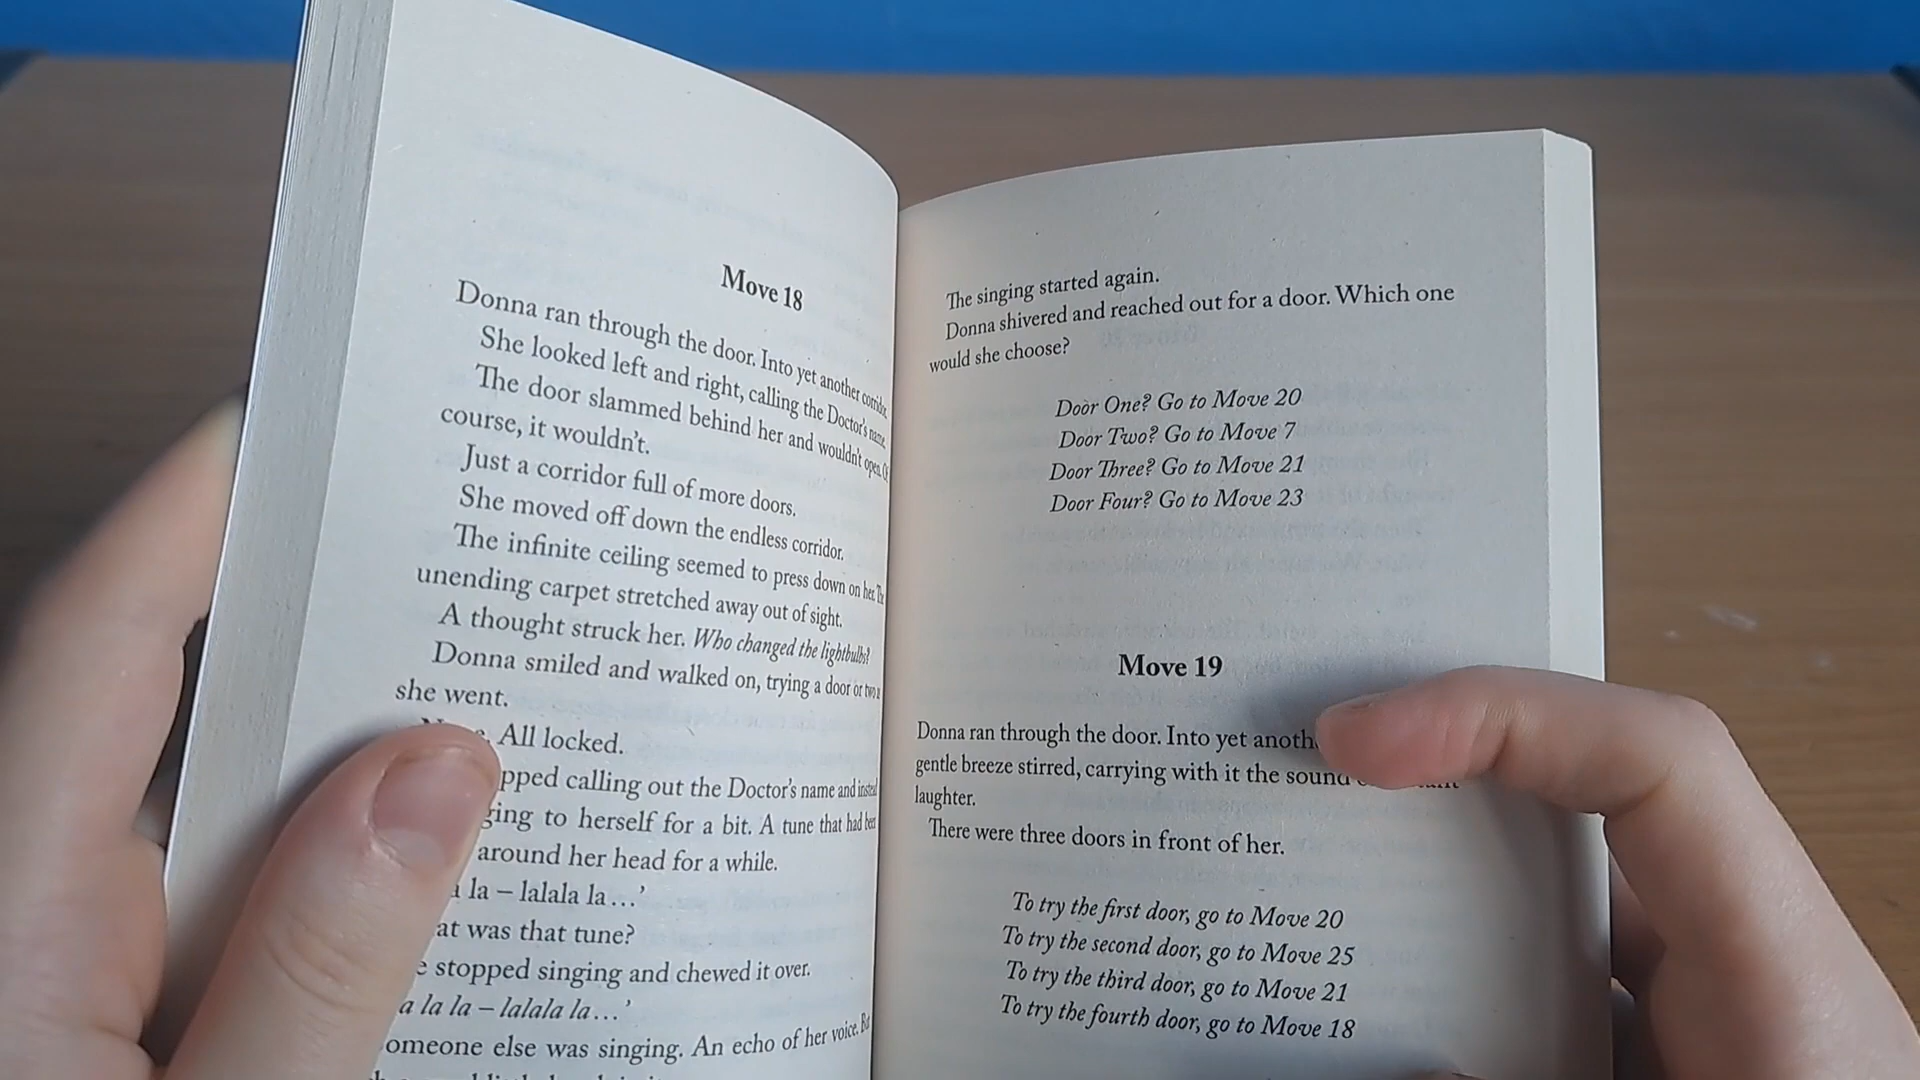 Move 18
Donna ran through the door. Into yet another corridor.
She looked left and right, calling the Doctor's name.
The door slammed behind her and wouldn't open. Of
course, it wouldn't.
Just a corridor full of more doors.
She moved off down the endless corridor.
The infinite ceiling seemed to press down on her. The
unending carpet stretched away out of sight.
A thought struck her. Who changed the lightbulbs?
Donna smiled and walked on, trying a door or two as
she went.
All locked.
calling out the Doctor's name and instead
to herself for a bit. A tune that had been
around her head for a while.
la – lalala la…’
was that tune?
stopped singing and chewed it over.
la la – lalala la…’
else was singing. An echo of her voice. But
The singing started again.
Donna shivered and reached out for a door. Which one
would she choose?
Door One? Go to Move 20
Door Two? Go to Move 7
Door Three? Go to Move 21
Door Four? Go to Move 23
Move 19
Donna ran through the door. Into yet
gentle breeze stirred, carrying with it the sound
laughter.
There were three doors in front of her.
To try the first door, go to Move 20
To try the second door, go to Move 25
To try the third door, go to Move 21
To try the fourth door, go to Move 18